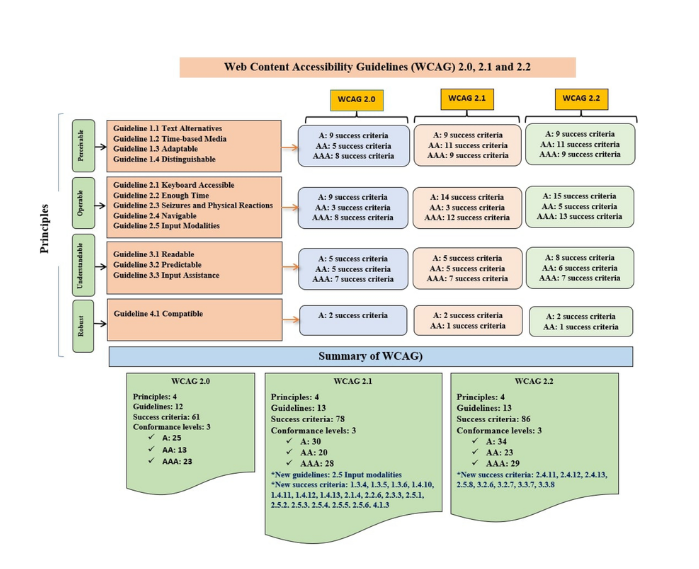 Web Content Accessibility Guidelines (WCAG) 2.0, 2.1 and 2.2
WCAG 2.0
WCAG 2.1
WCAG 2.2
Principles
Perceivable
Guideline 1.1 Text Alternatives
Guideline 1.2 Time-based Media
Guideline 1.3 Adaptable
Guideline 1.4 Distinguishable
A: 9 success criteria
AA: 5 success criteria
AAA: 8 success criteria
A: 9 success criteria
AA: 11 success criteria
AAA: 9 success criteria
A: 9 success criteria
AA: 11 success criteria
AAA: 9 success criteria
Operable
Guideline 2.1 Keyboard Accessible
Guideline 2.2 Enough Time
Guideline 2.3 Seizures and Physical Reactions
Guideline 2.4 Navigable
Guideline 2.5 Input Modalities
A: 9 success criteria
AA: 3 success criteria
AAA: 8 success criteria
A: 14 success criteria
AA: 3 success criteria
AAA: 12 success criteria
A: 15 success criteria
AA: 5 success criteria
AAA: 13 success criteria
Understandable
Guideline 3.1 Readable
Guideline 3.2 Predictable
Guideline 3.3 Input Assistance
A: 5 success criteria
AA: 5 success criteria
AAA: 7 success criteria
A: 5 success criteria
AA: 5 success criteria
AAA: 7 success criteria
A: 8 success criteria
AA: 6 success criteria
AAA: 7 success criteria
Robust
Guideline 4.1 Compatible
A: 2 success criteria
A: 2 success criteria
AA: 1 success criteria
A: 2 success criteria
AA: 1 success criteria
Summary of WCAG)
WCAG 2.0
Principles: 4
Guidelines: 12
Success criteria: 61
Conformance levels: 3
✓ A: 25
✓ AA: 13
✓ AAA: 23
WCAG 2.1
Principles: 4
Guidelines: 13
Success criteria: 78
Conformance levels: 3
✓ A: 30
✓ AA: 20
✓ AAA: 28
*New guidelines: 2.5 Input modalities
*New success criteria: 1.3.4, 1.3.5, 1.3.6, 1.4.10,
1.4.11, 1.4.12, 1.4.13, 2.1.4, 2.2.6, 2.3.3, 2.5.1,
2.5.2, 2.5.3, 2.5.4, 2.5.5, 2.5.6, 4.1.3
WCAG 2.2
Principles: 4
Guidelines: 13
Success criteria: 86
Conformance levels: 3
✓ A: 34
✓ AA: 23
✓ AAA: 29
*New success criteria: 2.4.11, 2.4.12, 2.4.13,
2.5.8, 3.2.6, 3.2.7, 3.3.7, 3.3.8